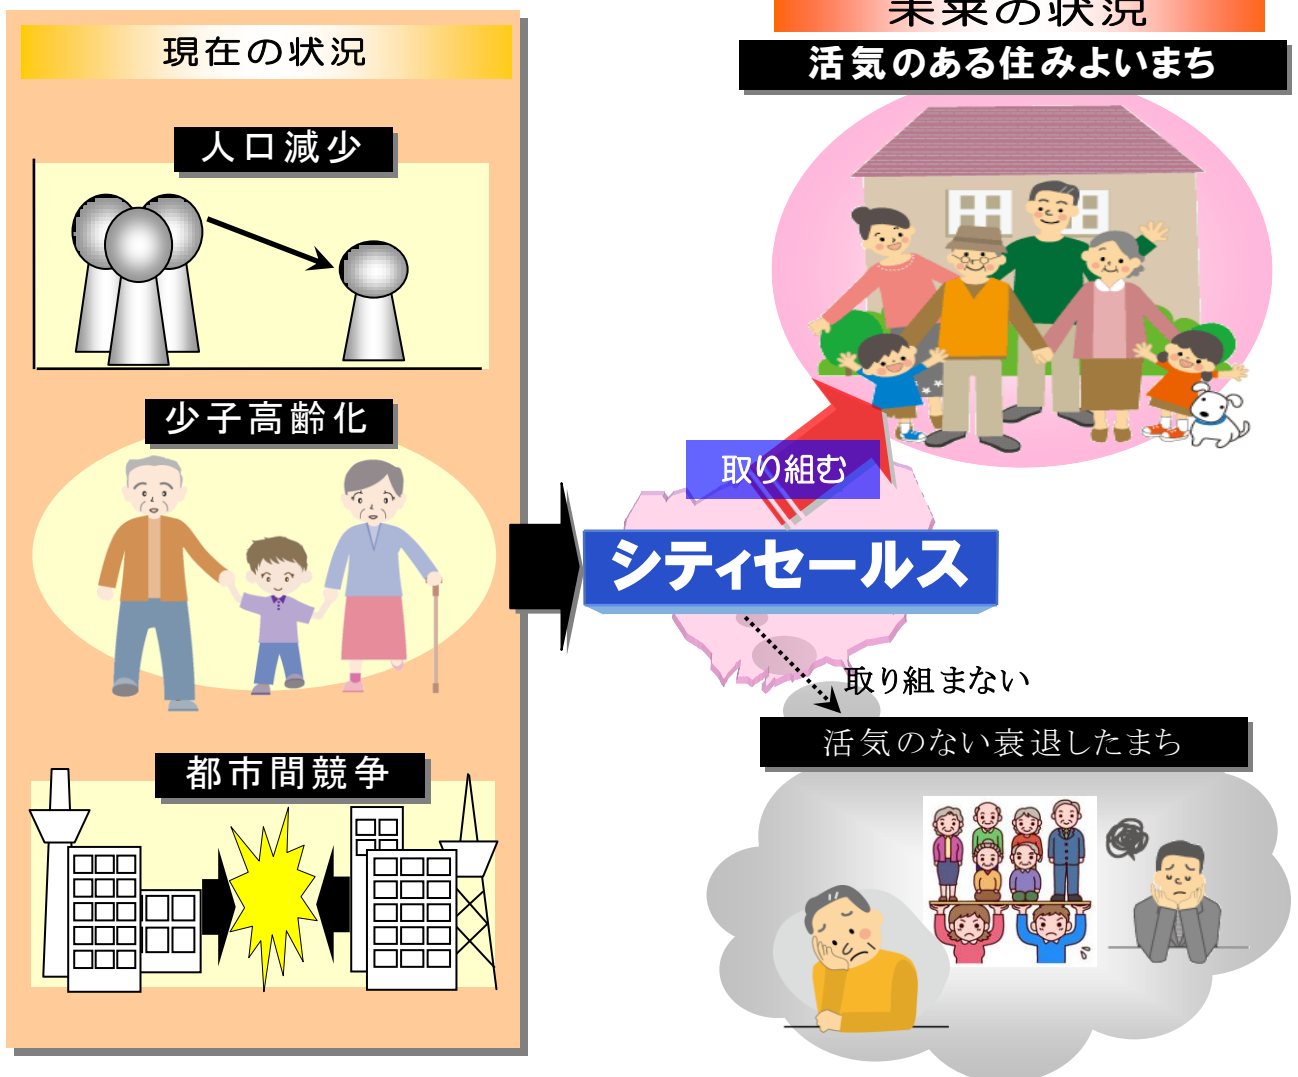 現在の状況
人口減少
少子高齢化
都市間競争
未来の状況
活気のある住みよいまち
取り組む
シティセールス
取り組まない
活気のない衰退したまち